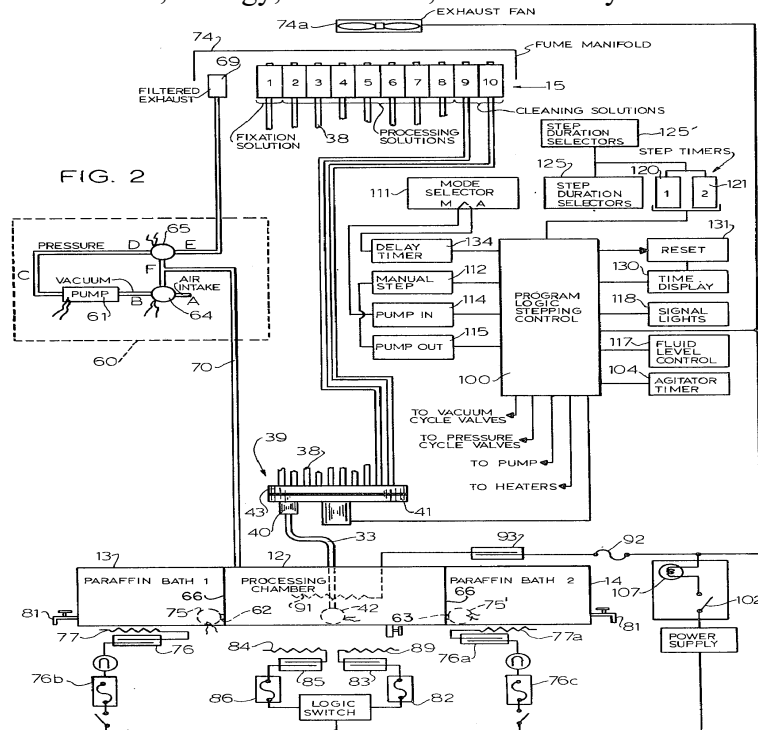 74a
EXHAUST FAN
74
FUME MANIFOLD
69
FILTERED
EXHAUST
1 2 3 4 5 6 7 8 9 10
15
FIXATION
SOLUTION
38
PROCESSING
SOLUTIONS
CLEANING SOLUTIONS
STEP
DURATION
SELECTORS
125'
STEP TIMERS
FIG. 2
111
MODE
SELECTOR
M A
125
STEP
DURATION
SELECTORS
120
1
2
121
65
PRESSURE
D
E
C
F
VACUUM
AIR
INTAKE
PUMP
B
A
61
64
60
70
DELAY
TIMER
134
MANUAL
STEP
112
PUMP IN
114
PUMP OUT
115
PROGRAM
LOGIC
STEPPING
CONTROL
100
131
RESET
130
TIME
DISPLAY
118
SIGNAL
LIGHTS
117
FLUID
LEVEL
CONTROL
104
AGITATOR
TIMER
TO VACUUM
CYCLE VALVES
TO PRESSURE
CYCLE VALVES
TO PUMP
TO HEATERS
39
38
43
40
41
33
93
92
13
12
PARAFFIN BATH 1
PROCESSING
CHAMBER
PARAFFIN BATH 2
14
66
66
75
62
91
42
63
75'
81
81
107
102
POWER
SUPPLY
77
76
84
89
77a
76a
85
83
76b
86
82
76c
LOGIC
SWITCH